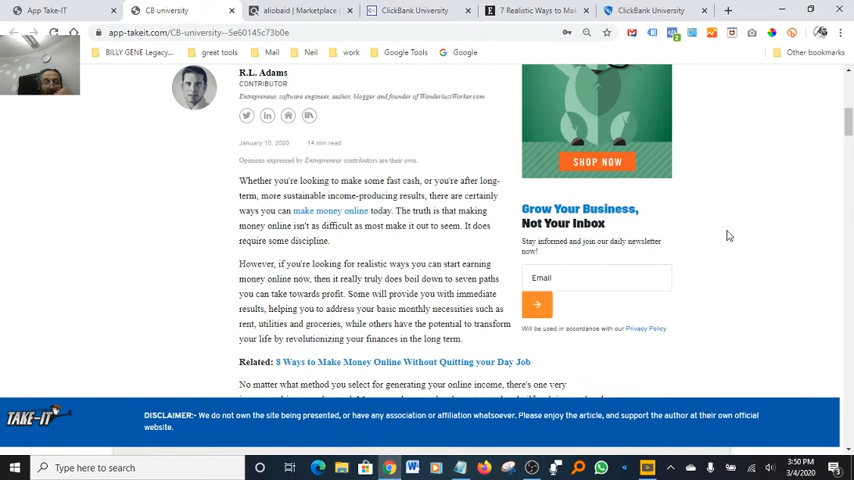 App Take-IT
CB university
aliobaid | Marketplace
ClickBank University
7 Realistic Ways to Mak
ClickBank University
app-takeit.com/CB-university--5e60145c73b0e
BILLY GENE Legacy...
great tools
Mail
Neil
work
Google Tools
Google
Other bookmarks
R.L. Adams
CONTRIBUTOR
Entrepreneur, software engineer, author, blogger and founder of WanderlustWorker.com
January 10, 2020 14 min read
Opinions expressed by Entrepreneur contributors are their own.
Whether you're looking to make some fast cash, or you're after long-
term, more sustainable income-producing results, there are certainly
ways you can make money online today. The truth is that making
money online isn't as difficult as most make it out to seem. It does
require some discipline.
However, if you're looking for realistic ways you can start earning
money online now, then it really truly does boil down to seven paths
you can take towards profit. Some will provide you with immediate
results, helping you to address your basic monthly necessities such as
rent, utilities and groceries, while others have the potential to transform
your life by revolutionizing your finances in the long term.
Related: 8 Ways to Make Money Online Without Quitting your Day Job
No matter what method you select for generating your online income, there's one very
SHOP NOW
Grow Your Business,
Not Your Inbox
Stay informed and join our daily newsletter
now!
Email
Will be used in accordance with our Privacy Policy
TAKE-IT
DISCLAIMER:- We do not own the site being presented, or have any association or affiliation whatsoever. Please enjoy the article, and support the author at their own official
website.
Type here to search
3:50 PM
3/4/2020